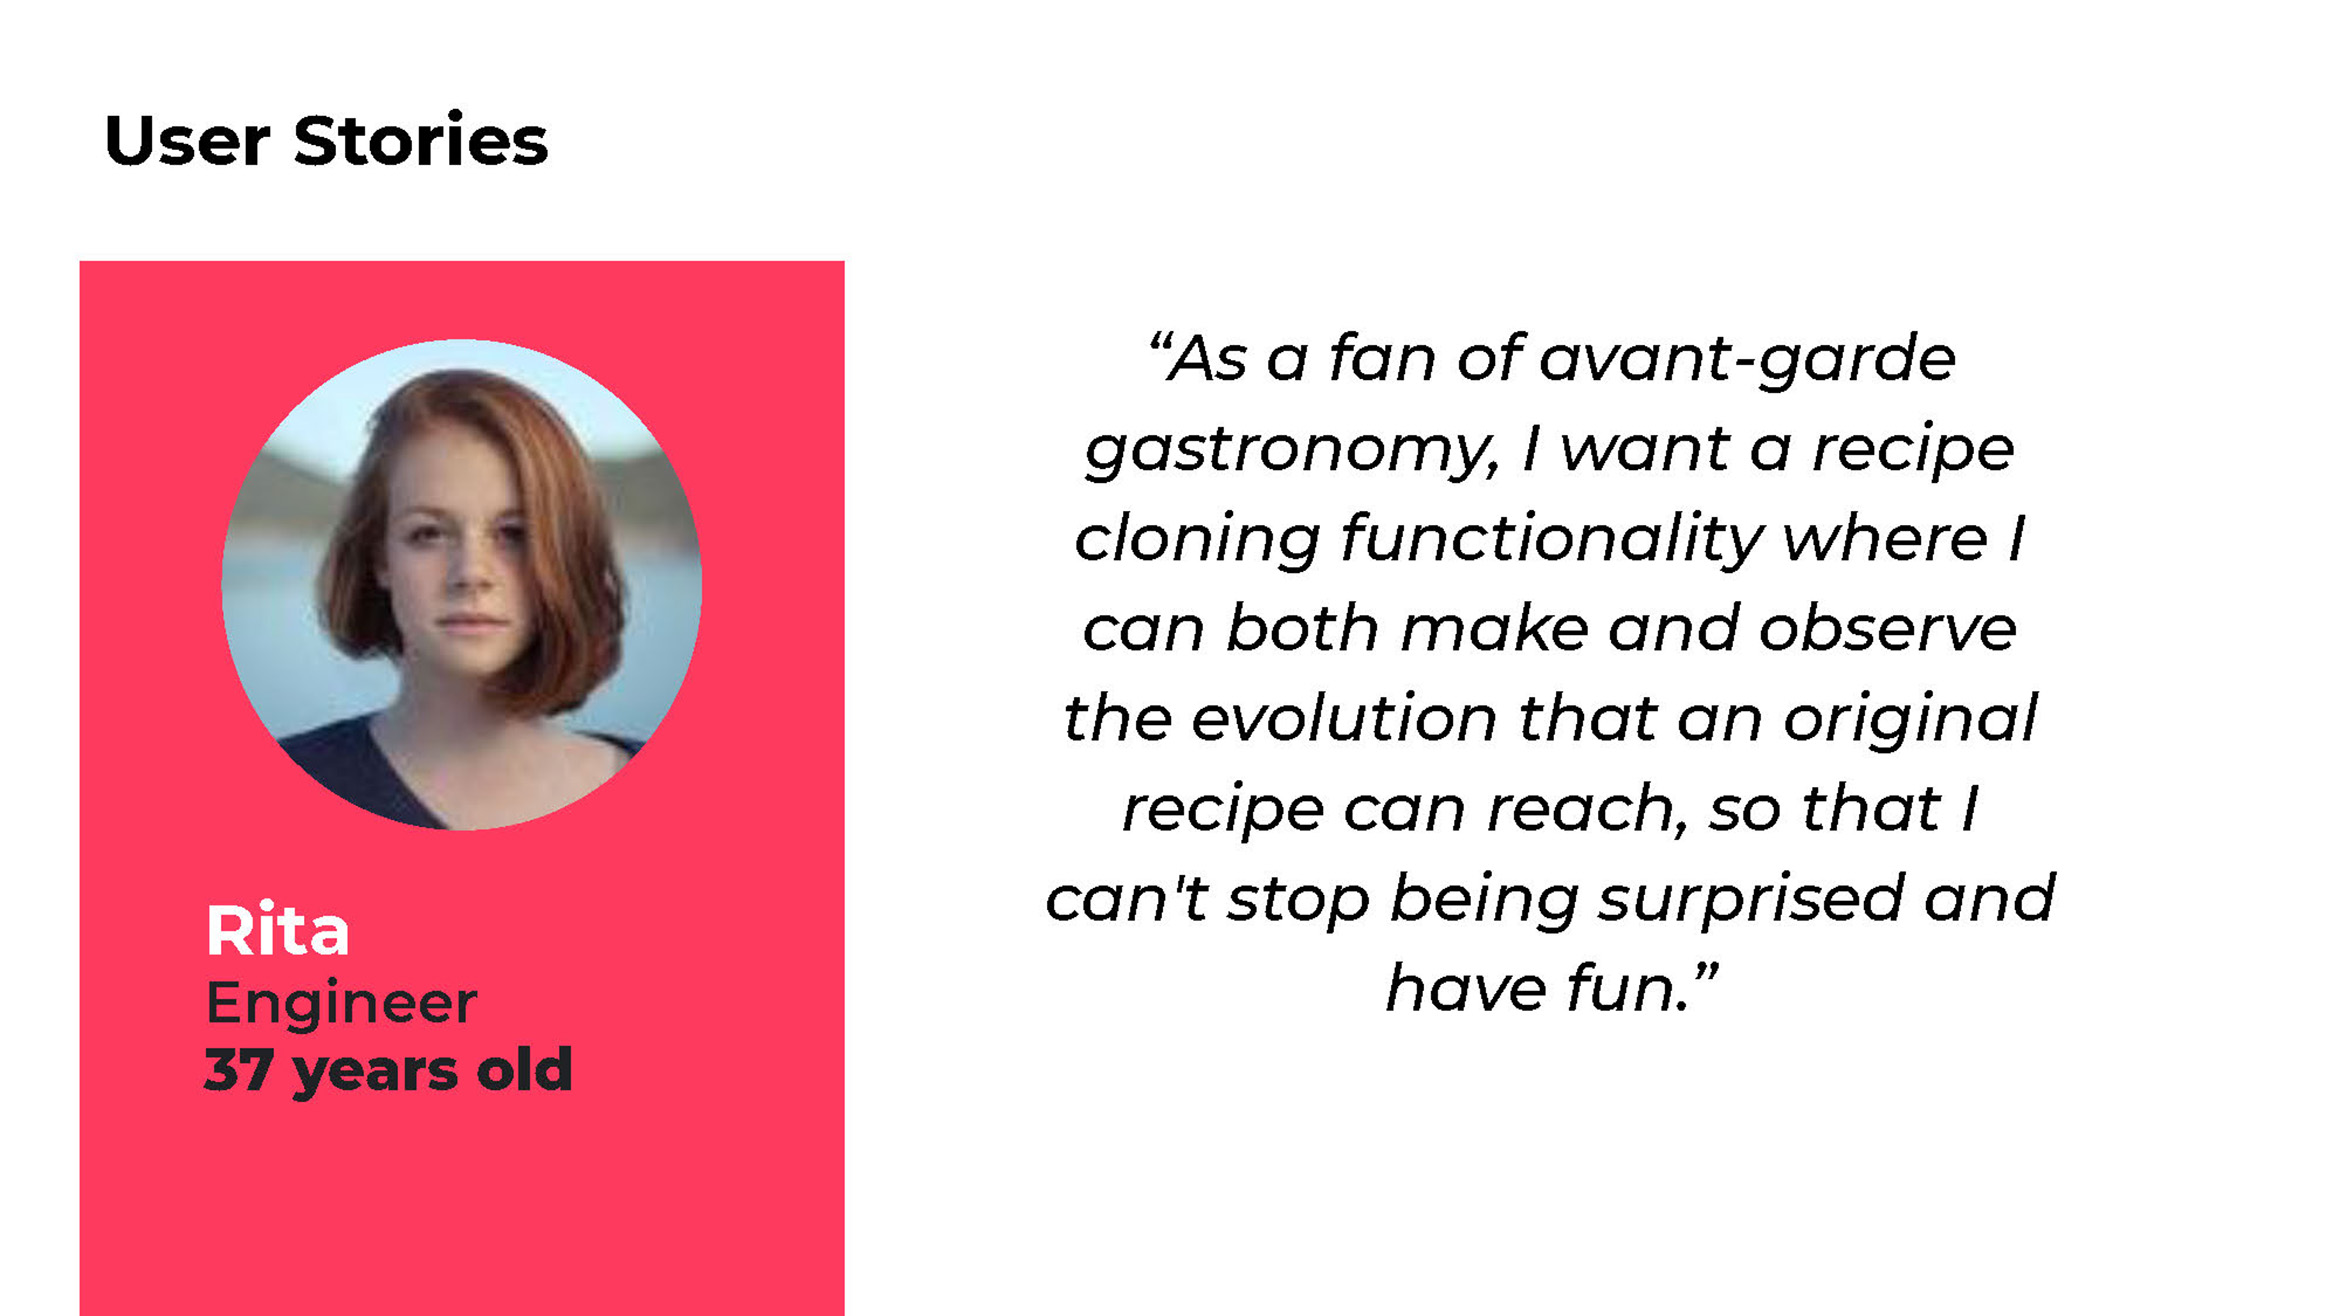 User Stories
Rita
Engineer
37 years old
“As a fan of avant-garde
gastronomy, I want a recipe
cloning functionality where I
can both make and observe
the evolution that an original
recipe can reach, so that I
can't stop being surprised and
have fun.”